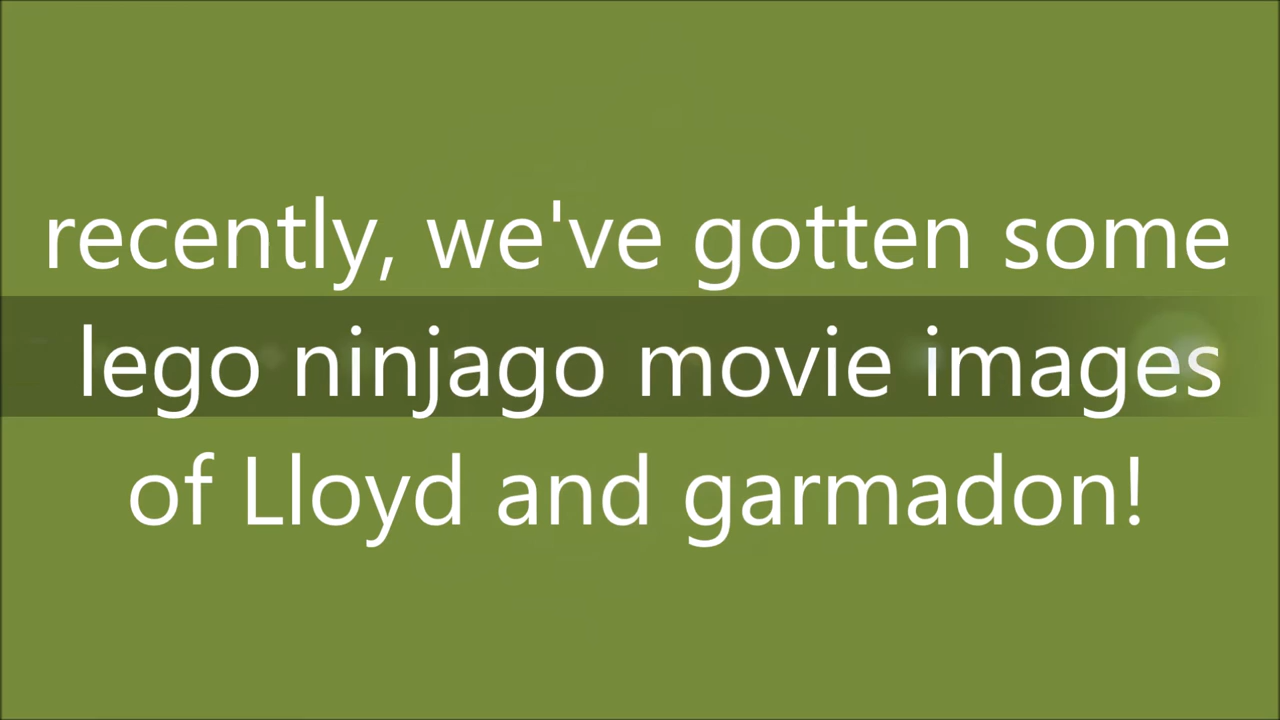 recently, we've gotten some
lego ninjago movie images
of Lloyd and garmadon!